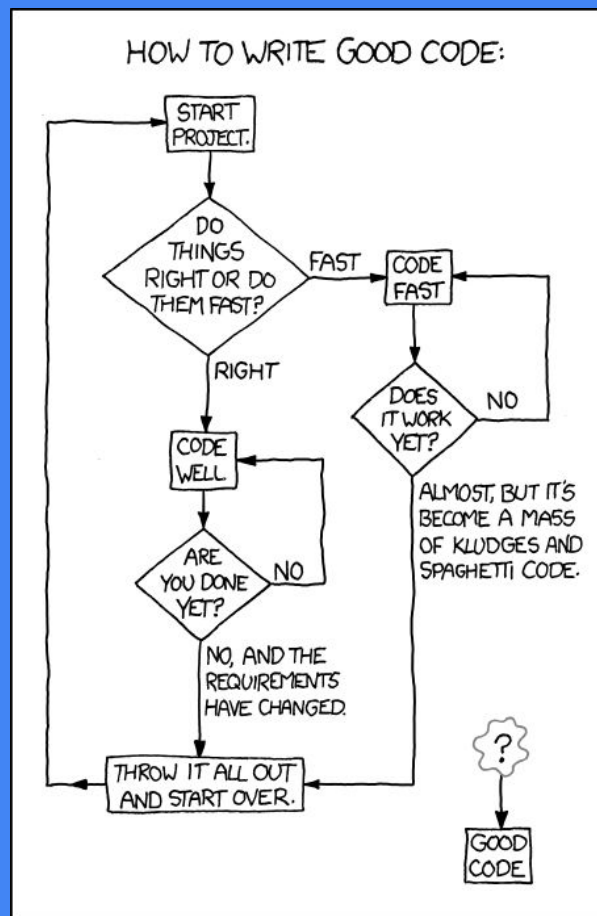 HOW TO WRITE GOOD CODE:
START
PROJECT.
DO
THINGS
RIGHT OR DO
THEM FAST?
FAST
CODE
FAST
RIGHT
DOES
IT WORK
YET?
NO
CODE
WELL
ALMOST, BUT IT'S
BECOME A MASS
OF KLUDGES AND
SPAGHETTI CODE.
ARE
YOU DONE
YET?
NO
NO, AND THE
REQUIREMENTS
HAVE CHANGED.
THROW IT ALL OUT
AND START OVER.
?
GOOD
CODE